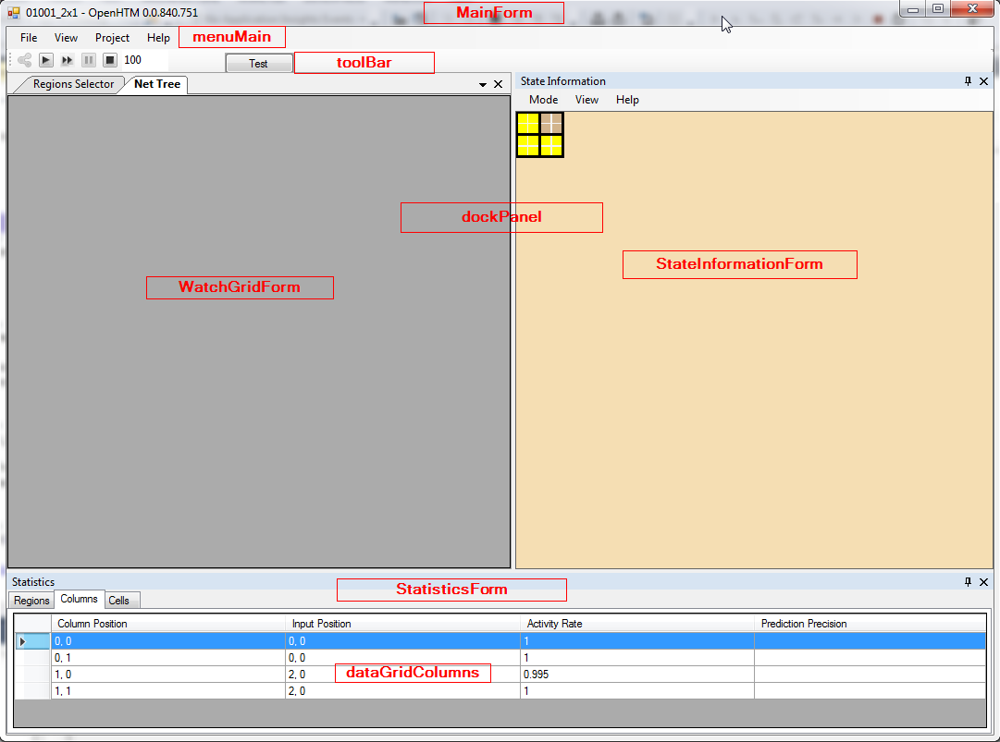 01001_2x1 - OpenHTM 0.0.840.751
MainForm
File View Project Help
menuMain
100
Test
toolBar
Regions Selector
Net Tree
State Information
Mode View Help
dockPanel
StateInformationForm
WatchGridForm
Statistics
StatisticsForm
Regions Columns Cells
Column Position Input Position Activity Rate Prediction Precision
0, 0 0, 0 1
0, 1 0, 0 1
1, 0 2, 0 0.995
dataGridColumns
1, 1 2, 0 1